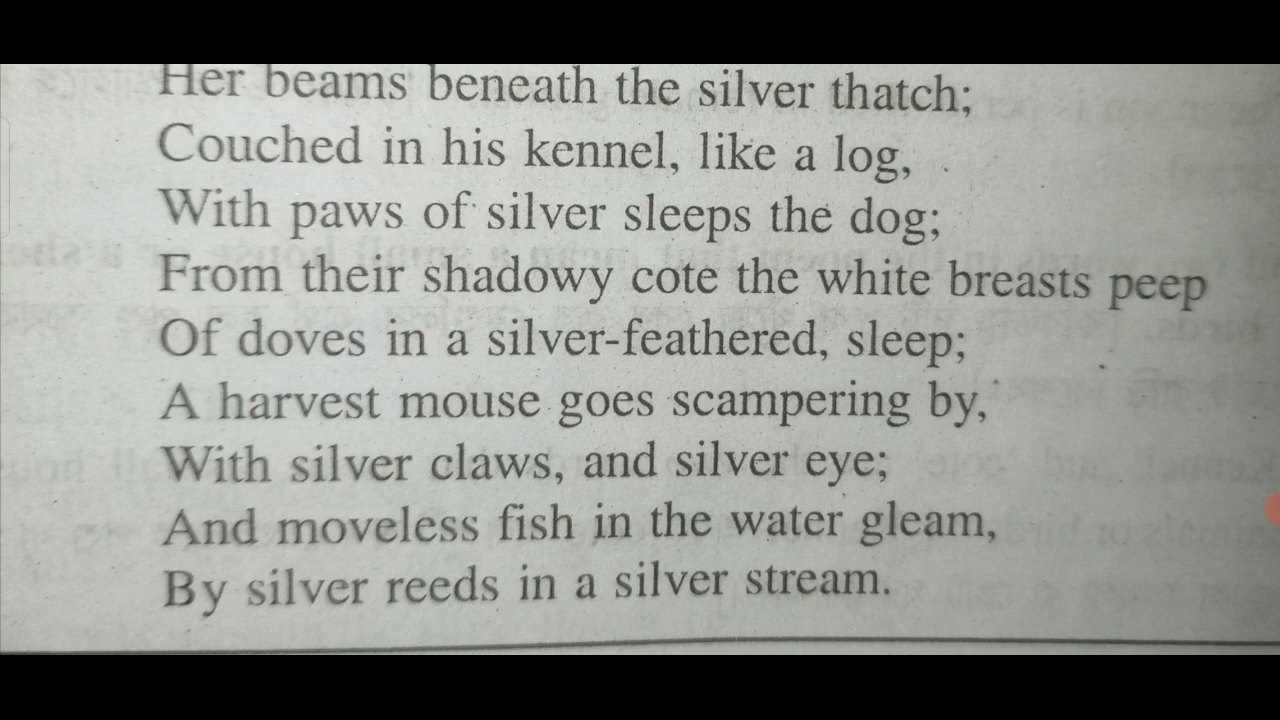 Her beams beneath the silver thatch;
Couched in his kennel, like a log,
With paws of silver sleeps the dog;
From their shadowy cote the white breasts peep
Of doves in a silver-feathered, sleep;
A harvest mouse goes scampering by,
With silver claws, and silver eye;
And moveless fish in the water gleam,
By silver reeds in a silver stream.